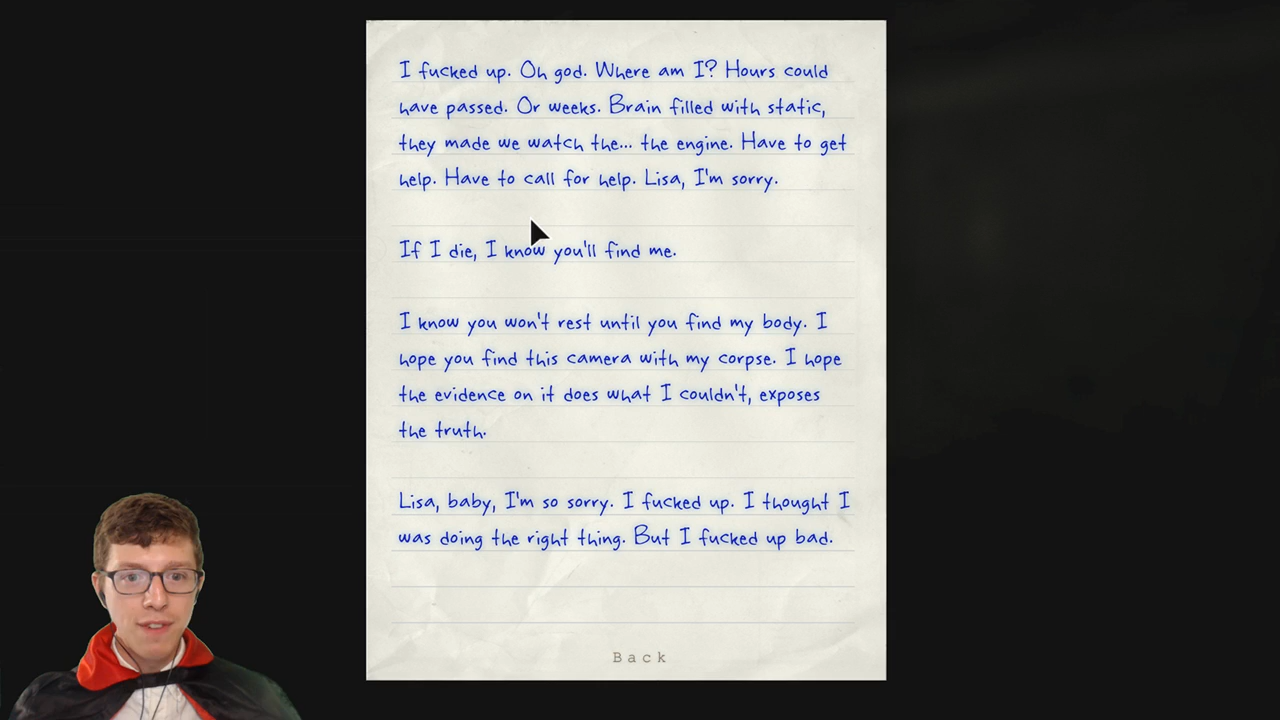 I fucked up. Oh god. Where am I? Hours could
have passed. Or weeks. Brain filled with static,
they made we watch the... the engine. Have to get
help. Have to call for help. Lisa, I'm sorry.
If I die, I know you'll find me.
I know you won't rest until you find my body. I
hope you find this camera with my corpse. I hope
the evidence on it does what I couldn't, exposes
the truth.
Lisa, baby, I'm so sorry. I fucked up. I thought I
was doing the right thing. But I fucked up bad.
Back